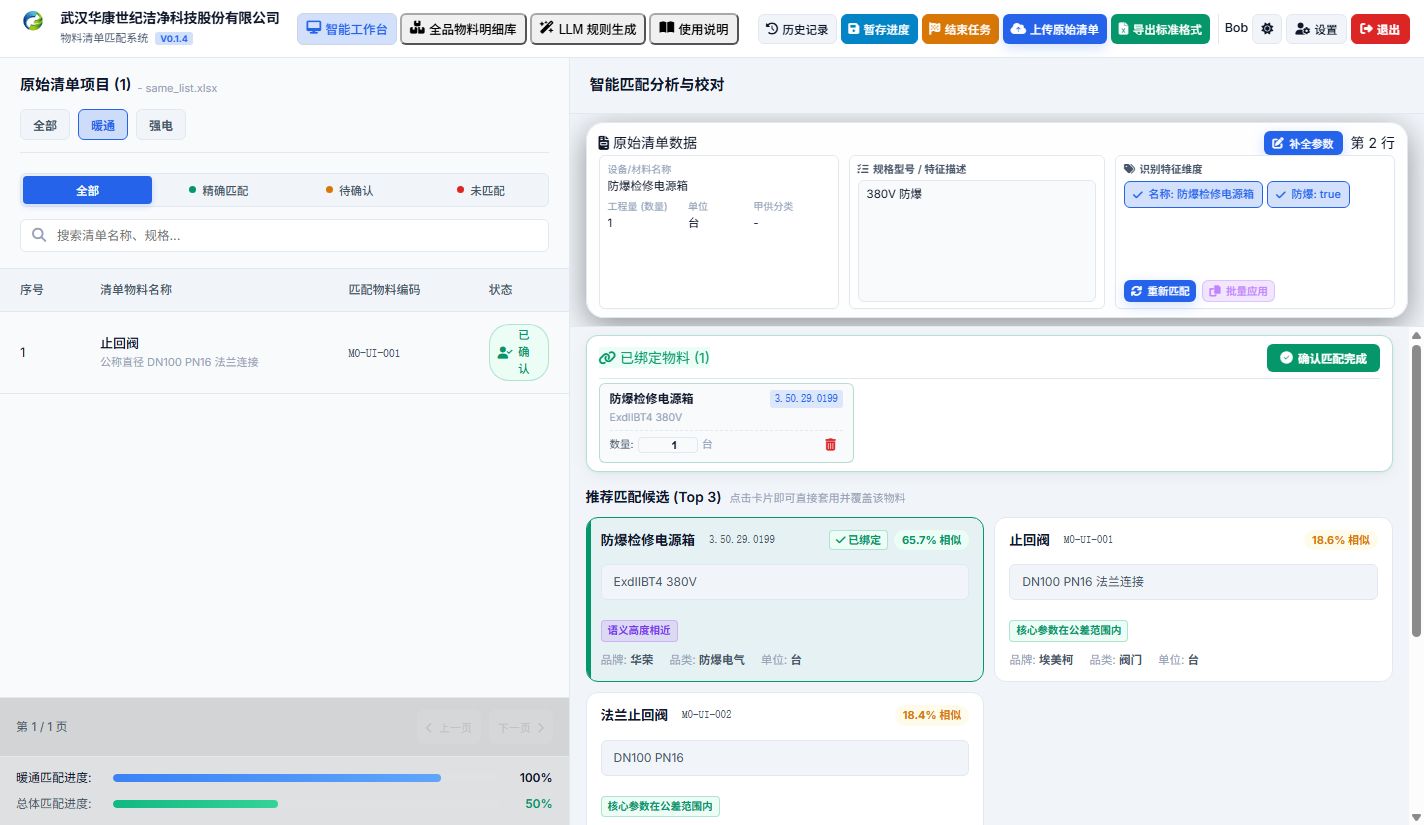 武汉华康世纪洁净科技股份有限公司
物料清单匹配系统 V0.1.4
智能工作台 全品物料明细库 LLM 规则生成 使用说明
历史记录 暂存进度 结束任务 上传原始清单 导出标准格式 Bob 设置 退出
原始清单项目 (1) - same_list.xlsx
全部 暖通 强电
全部 精确匹配 待确认 未匹配
搜索清单名称、规格...
序号 清单物料名称 匹配物料编码 状态
1 止回阀 MO-UI-001 已确认
公称直径 DN100 PN16 法兰连接
第 1 / 1 页 上一页 下一页
暖通匹配进度: 100%
总体匹配进度: 50%
智能匹配分析与校对
原始清单数据 补全参数 第 2 行
设备/材料名称
防爆检修电源箱
工程量 (数量) 单位 甲供分类
1 台 -
规格型号 / 特征描述
380V 防爆
识别特征维度
名称: 防爆检修电源箱 防爆: true
重新匹配 批量应用
已绑定物料 (1) 确认匹配完成
防爆检修电源箱 3.50.29.0199
ExdIIBT4 380V
数量: 1 台
推荐匹配候选 (Top 3) 点击卡片即可直接套用并覆盖该物料
防爆检修电源箱 3.50.29.0199 已绑定 65.7% 相似
ExdIIBT4 380V
语义高度相近
品牌: 华荣 品类: 防爆电气 单位: 台
止回阀 MO-UI-001 18.6% 相似
DN100 PN16 法兰连接
核心参数在公差范围内
品牌: 埃美柯 品类: 阀门 单位: 台
法兰止回阀 MO-UI-002 18.4% 相似
DN100 PN16
核心参数在公差范围内